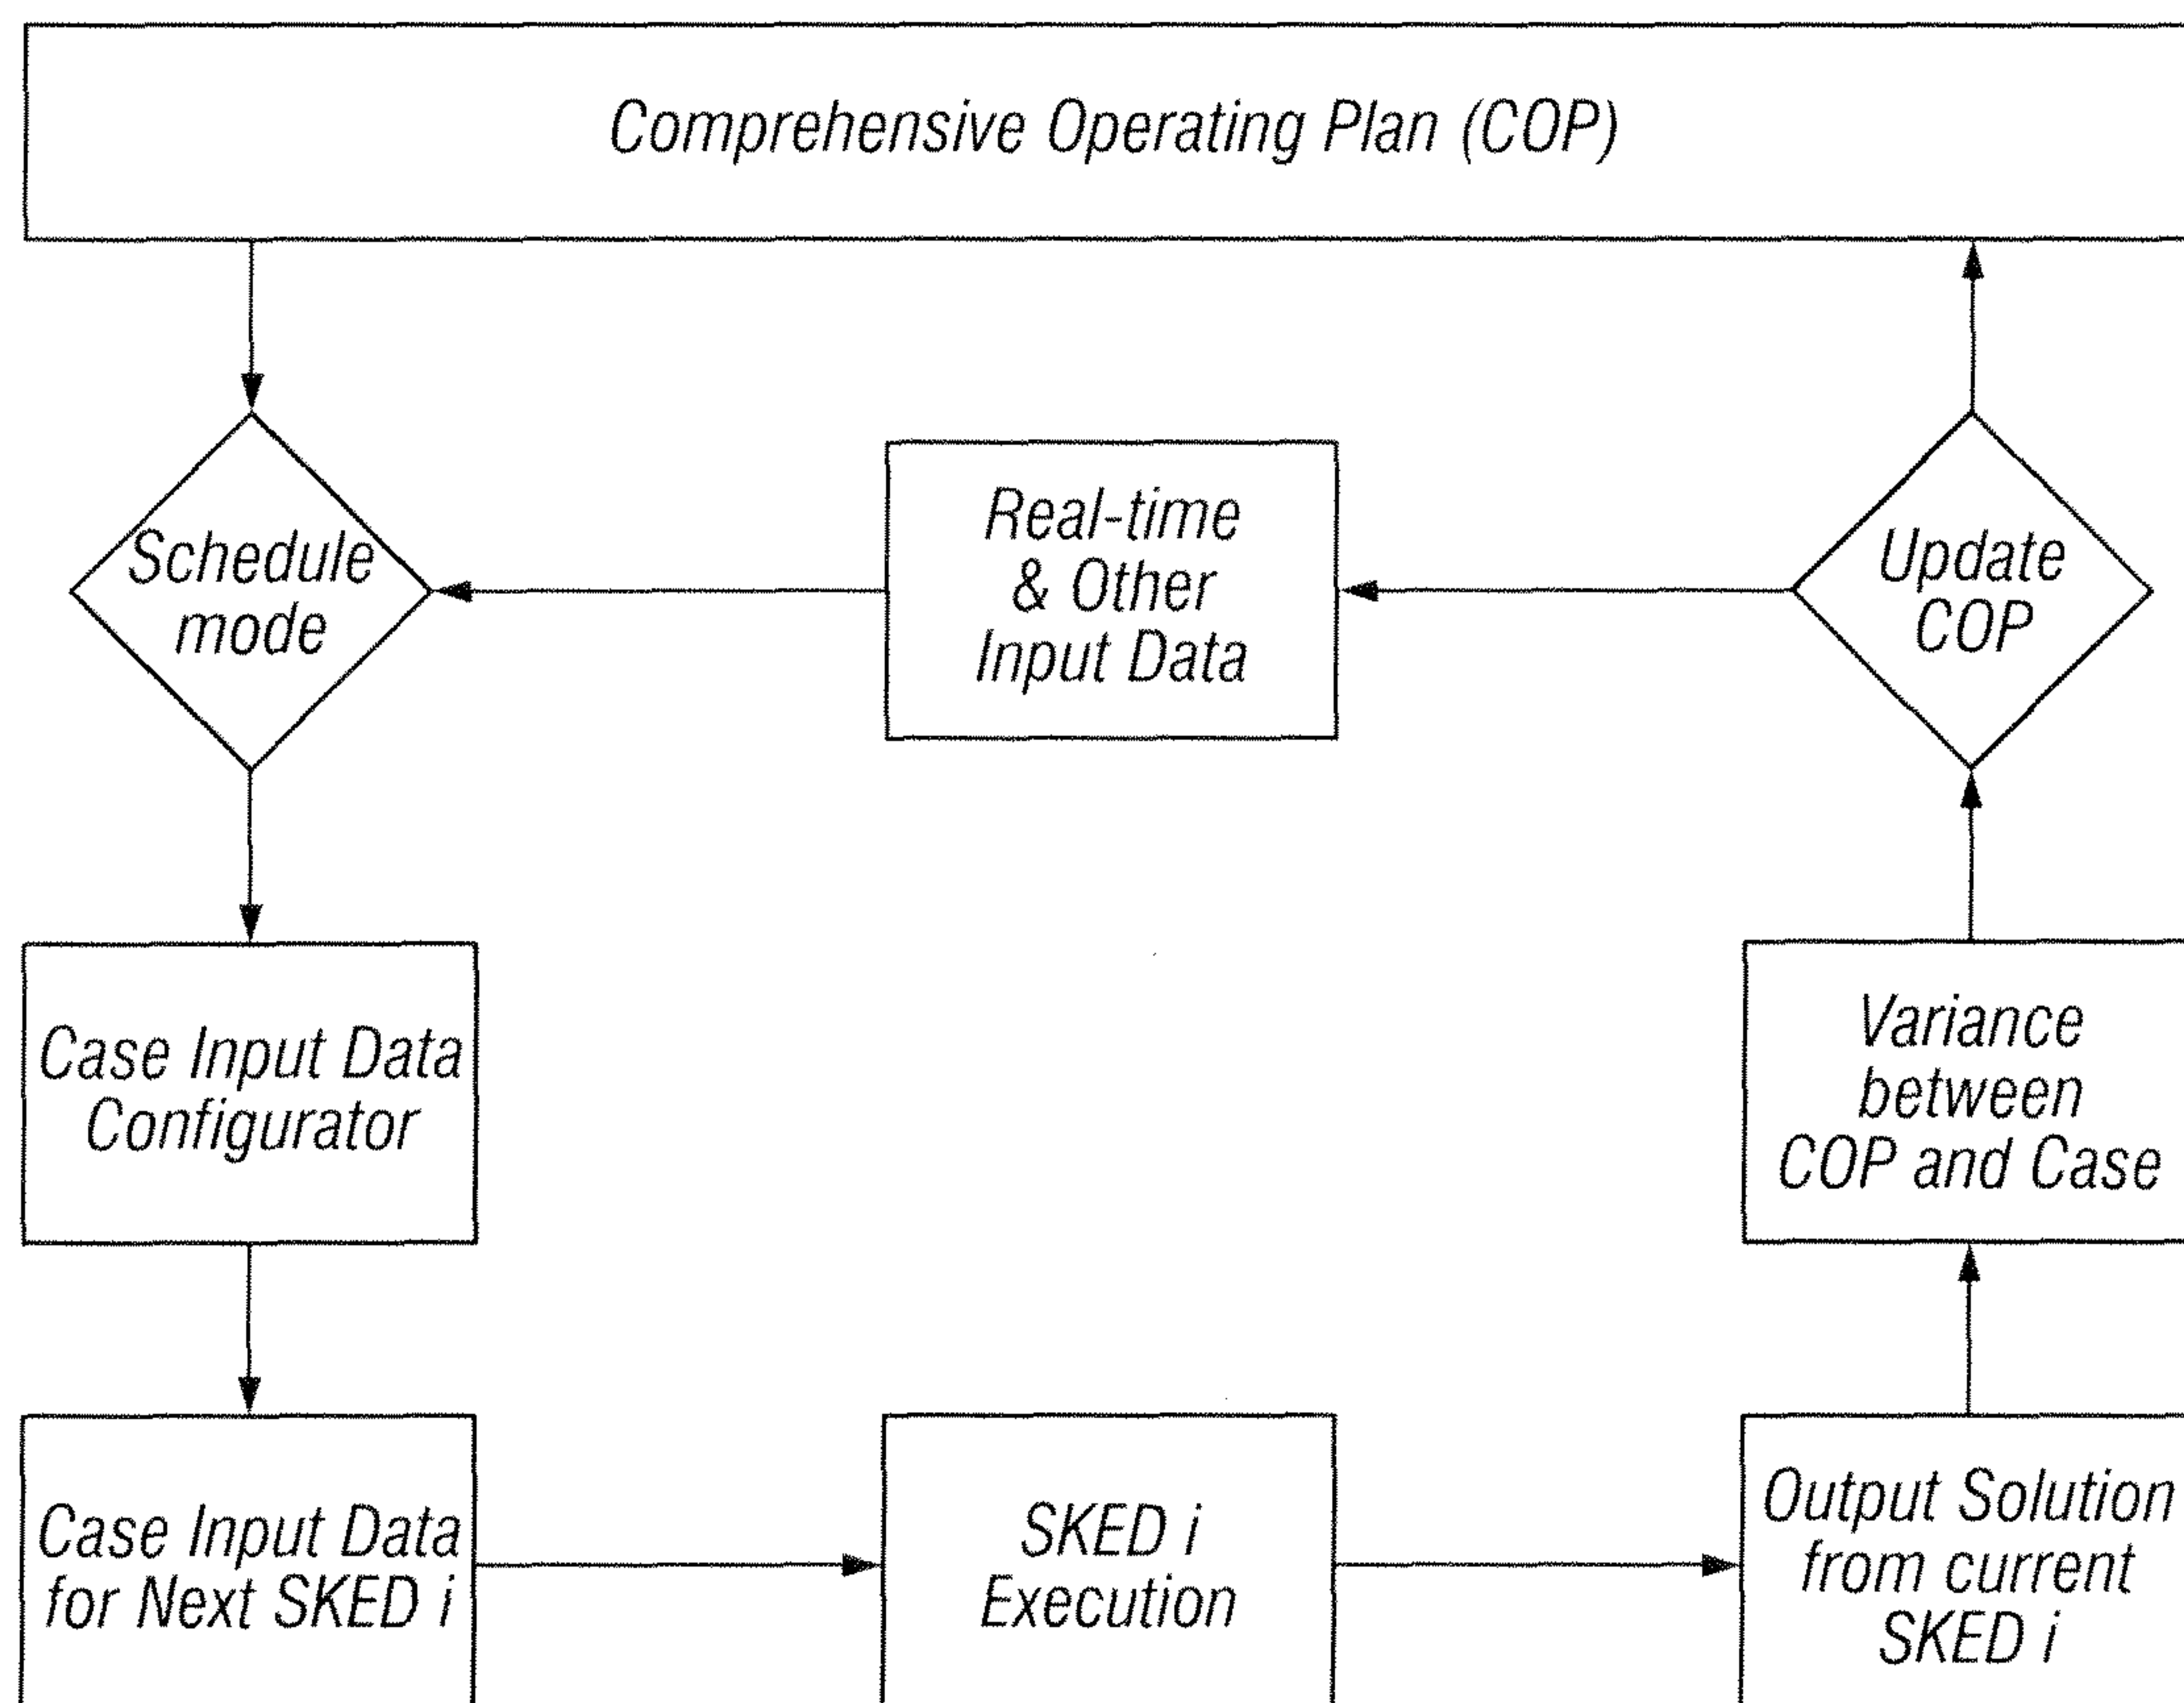 Comprehensive Operating Plan (COP)
Schedule
mode
Real-time
& Other
Input Data
Update
COP
Case Input Data
Configurator
Variance
between
COP and Case
Case Input Data
for Next SKED i
SKED i
Execution
Output Solution
from current
SKED i